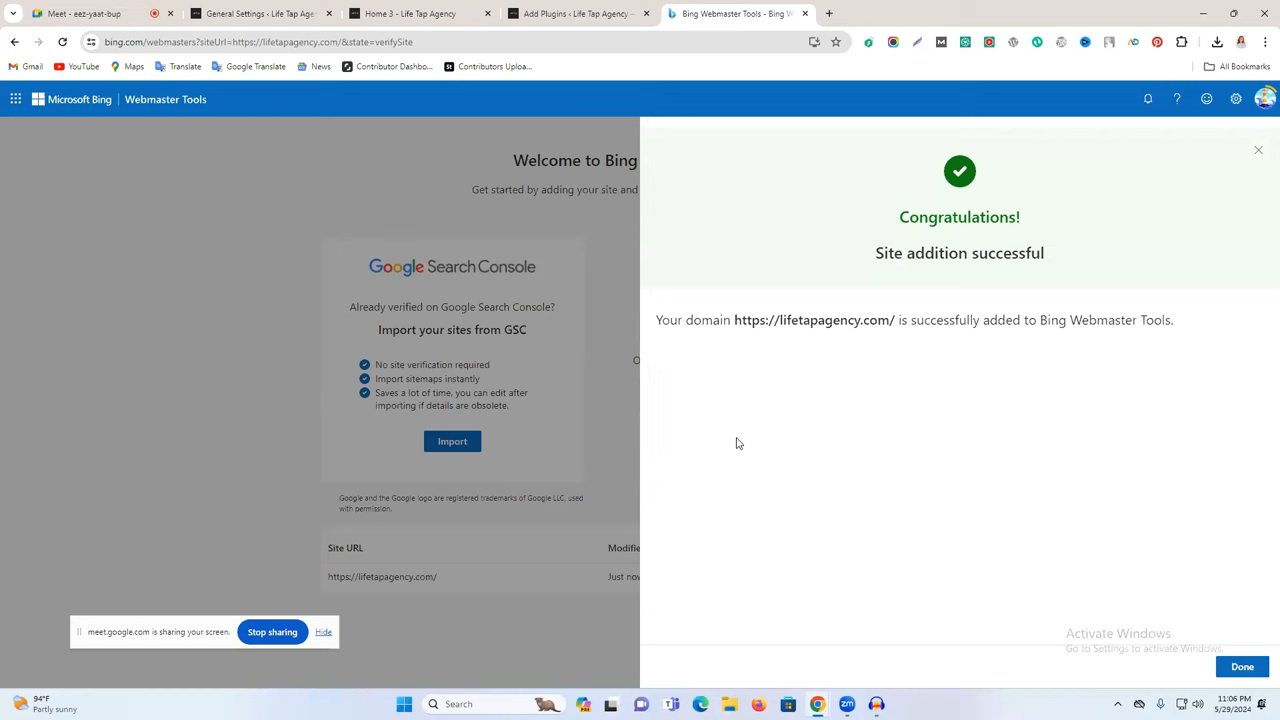 Meet - eez-yaat-bup
General Settings ‹ Life Tap Age
Home 3 - Life Tap Agency
Add Plugins ‹ Life Tap Agency —
Bing Webmaster Tools - Bing W
bing.com/webmasters?siteUrl=https://lifetapagency.com/&state=verifySite
Gmail
YouTube
Maps
Translate
Google Translate
News
Contributor Dashbo...
Contributors Uploa...
All Bookmarks
Microsoft Bing
Webmaster Tools
Welcome to Bing
Get started by adding your site and
Google Search Console
Already verified on Google Search Console?
Import your sites from GSC
No site verification required
Import sitemaps instantly
Saves a lot of time, you can edit after
importing if details are obsolete.
Import
Google and the Google logo are registered trademarks of Google LLC, used
with permission.
Site URL
Modifie
https://lifetapagency.com/
Just now
Congratulations!
Site addition successful
Your domain https://lifetapagency.com/ is successfully added to Bing Webmaster Tools.
meet.google.com is sharing your screen.
Stop sharing
Hide
Activate Windows
Go to Settings to activate Windows.
Done
94°F
Partly sunny
Search
11:06 PM
5/29/2024